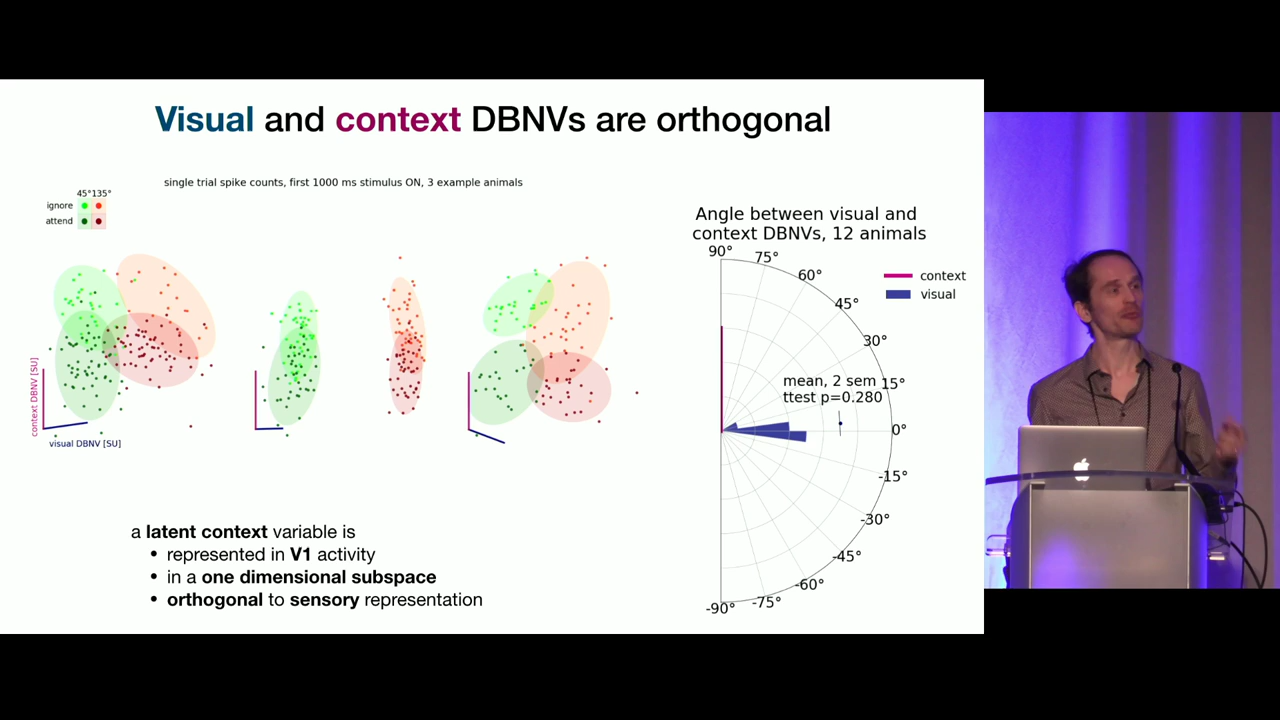 Visual and context DBNVs are orthogonal
single trial spike counts, first 1000 ms stimulus ON, 3 example animals
45°135°
ignore
attend
context DBNV [SU]
visual DBNV [SU]
Angle between visual and
context DBNVs, 12 animals
90°
75°
60°
45°
30°
15°
0°
-15°
-30°
-45°
-60°
-75°
-90°
context
visual
mean, 2 sem
ttest p=0.280
a latent context variable is
• represented in V1 activity
• in a one dimensional subspace
• orthogonal to sensory representation